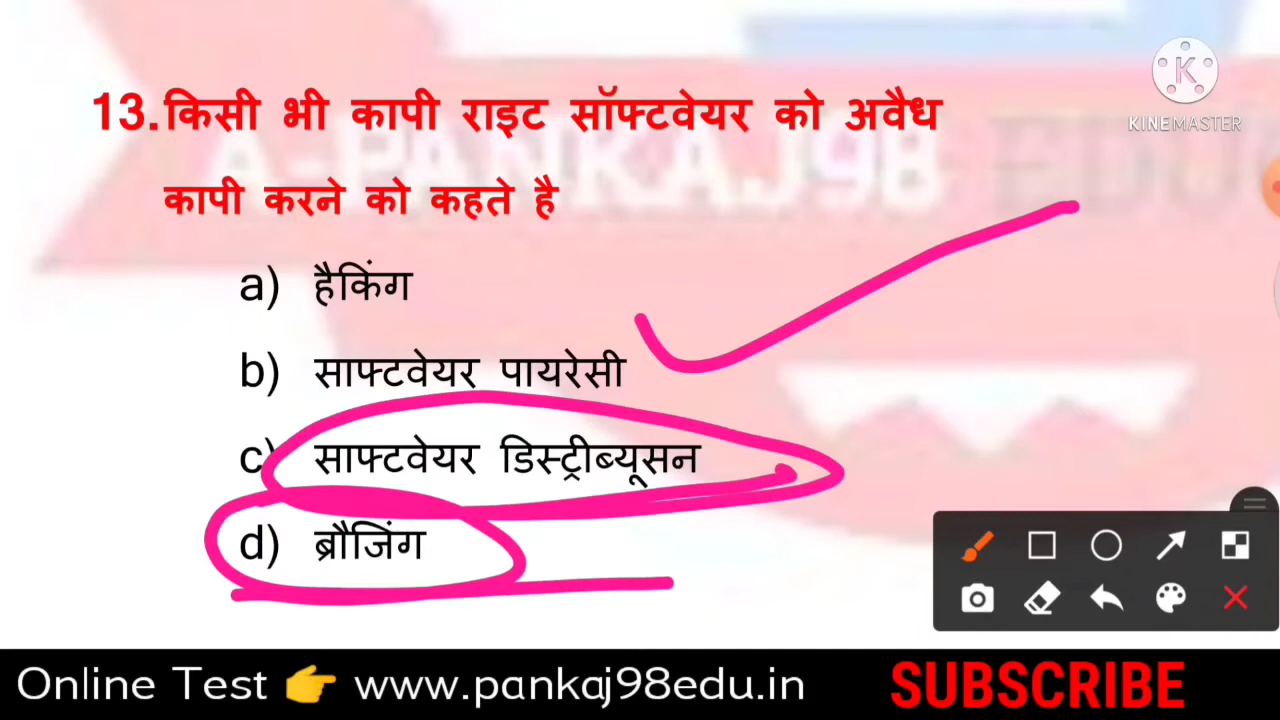 KINEMASTER
13. किसी भी कापी राइट सॉफ्टवेयर को अवैध
कापी करने को कहते है
A-PANKAJ98
a) हैकिंग
b) साफ्टवेयर पायरेसी
c) साफ्टवेयर डिस्ट्रीब्यूसन
d) ब्रौजिंग
Online Test 👉 www.pankaj98edu.in SUBSCRIBE